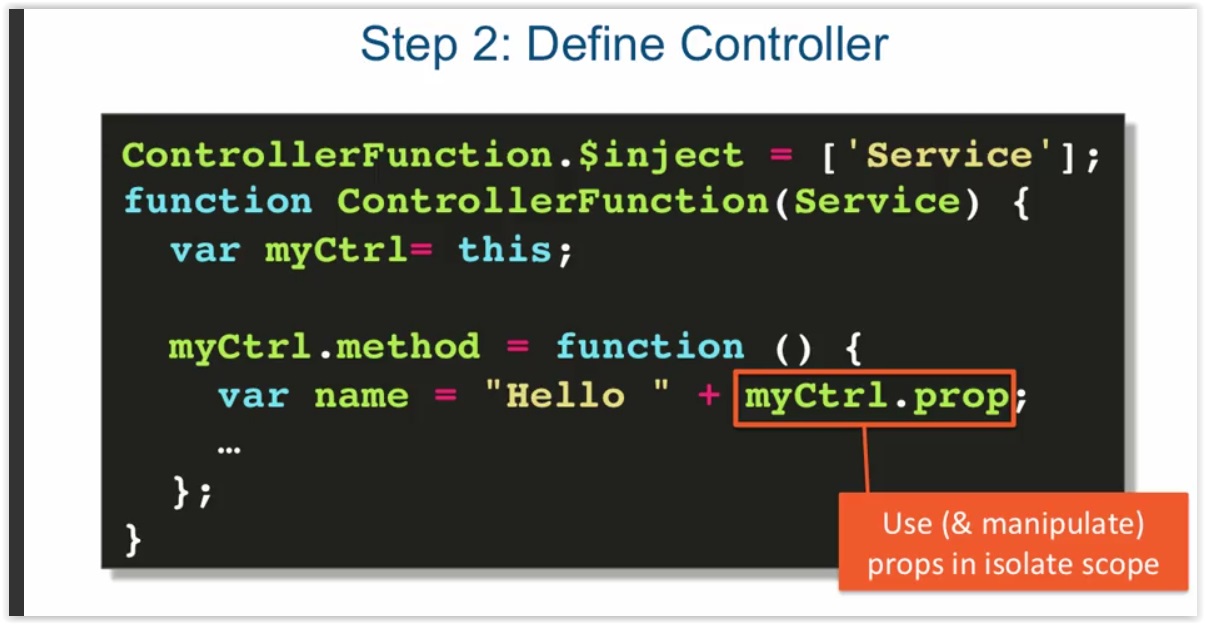 Step 2: Define Controller
ControllerFunction.$inject = ['Service'];
function ControllerFunction(Service) {
  var myCtrl= this;
  myCtrl.method = function () {
    var name = "Hello " + myCtrl.prop;
    …
  };
}
Use (& manipulate)
props in isolate scope